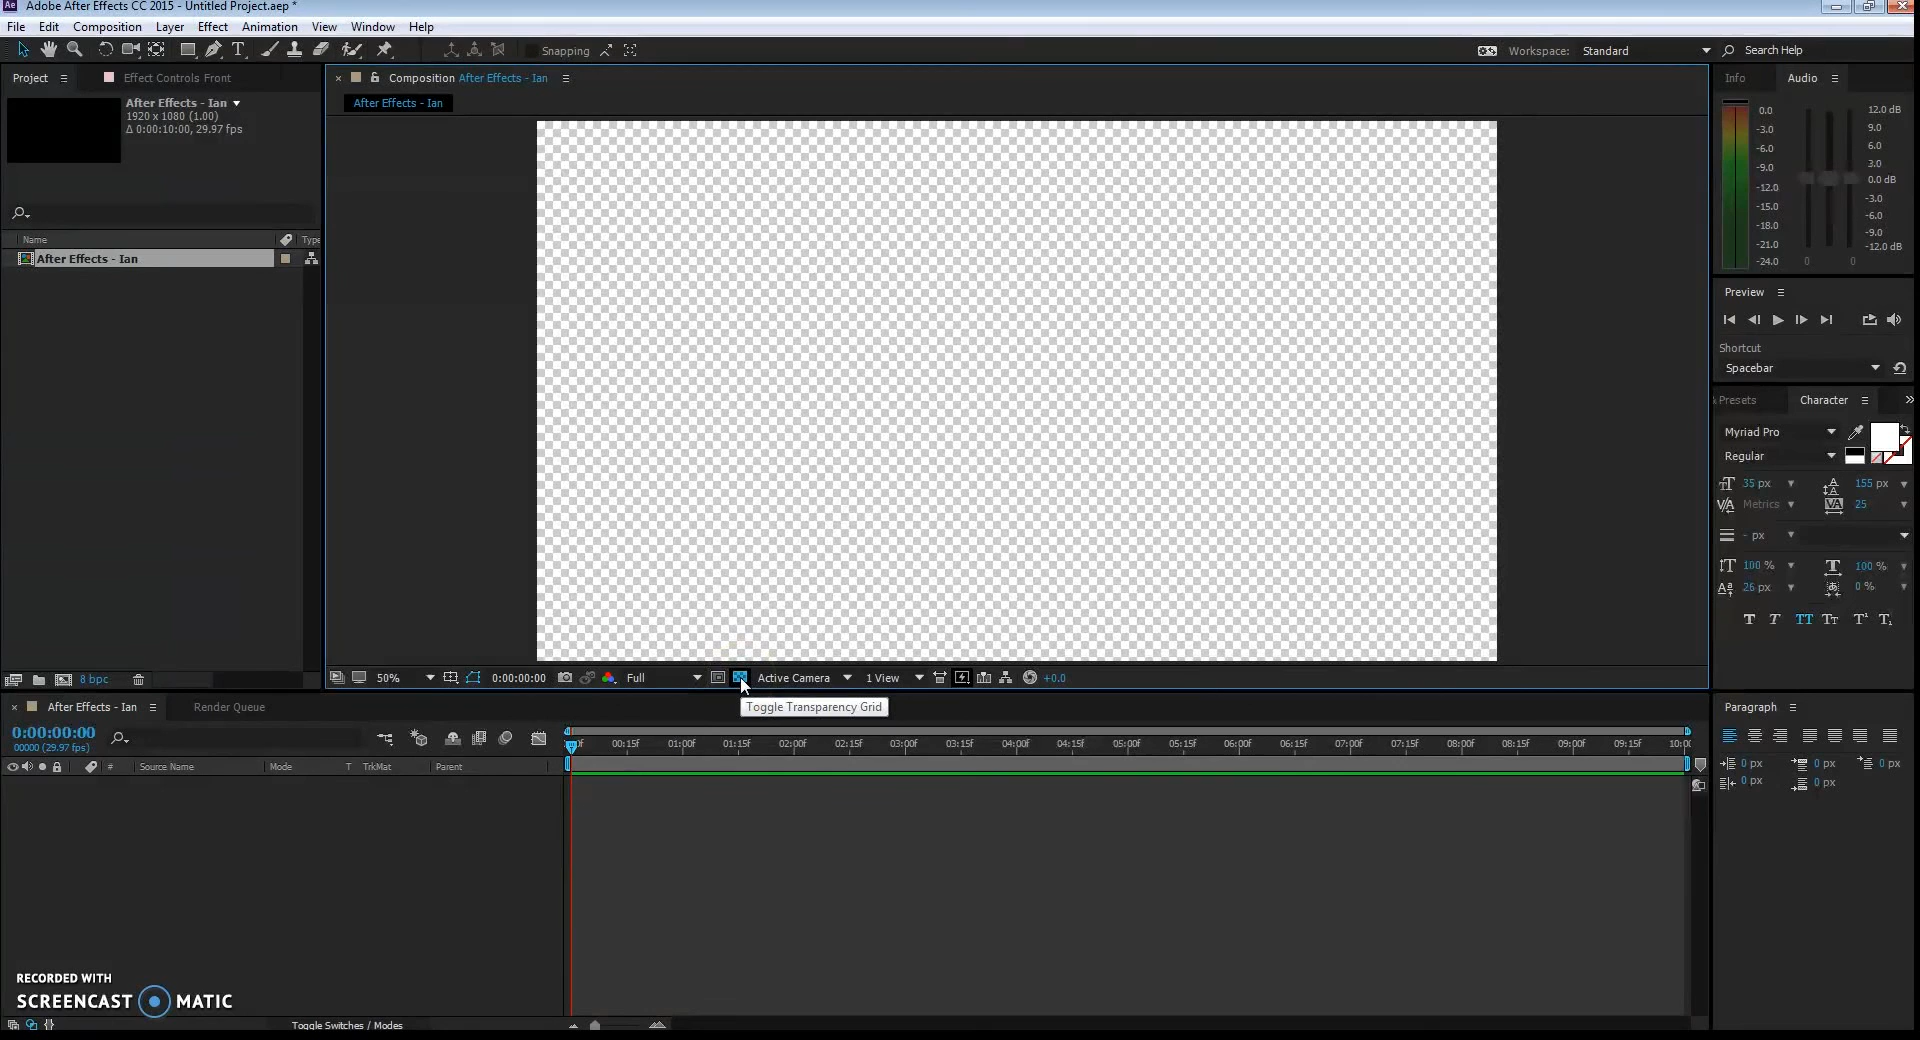 Adobe After Effects CC 2015 - Untitled Project.aep *
File Edit Composition Layer Effect Animation View Window Help
Snapping
Workspace: Standard
Search Help
Project
Effect Controls Front
After Effects - Ian
1920 x 1080 (1.00)
Δ 0:00:10:00, 29.97 fps
Name Type
After Effects - Ian
8 bpc
Composition After Effects - Ian
After Effects - Ian
50% 0:00:00:00 Full Active Camera 1 View +0.0
Toggle Transparency Grid
Info Audio
0.0
-3.0
-6.0
-9.0
-12.0
-15.0
-18.0
-21.0
-24.0
12.0 dB
9.0
6.0
3.0
0.0 dB
-3.0
-6.0
-9.0
-12.0 dB
0 0
Preview
Shortcut
Spacebar
& Presets Character
Myriad Pro
Regular
35 px 155 px
Metrics 25
- px
100 % 100 %
26 px 0 %
After Effects - Ian
Render Queue
0:00:00:00
00000 (29.97 fps)
# Source Name Mode T TrkMat Parent
00:15f 01:00f 01:15f 02:00f 02:15f 03:00f 03:15f 04:00f 04:15f 05:00f 05:15f 06:00f 06:15f 07:00f 07:15f 08:00f 08:15f 09:00f 09:15f 10:00
Paragraph
0 px 0 px 0 px
0 px 0 px
RECORDED WITH
SCREENCAST MATIC
Toggle Switches / Modes